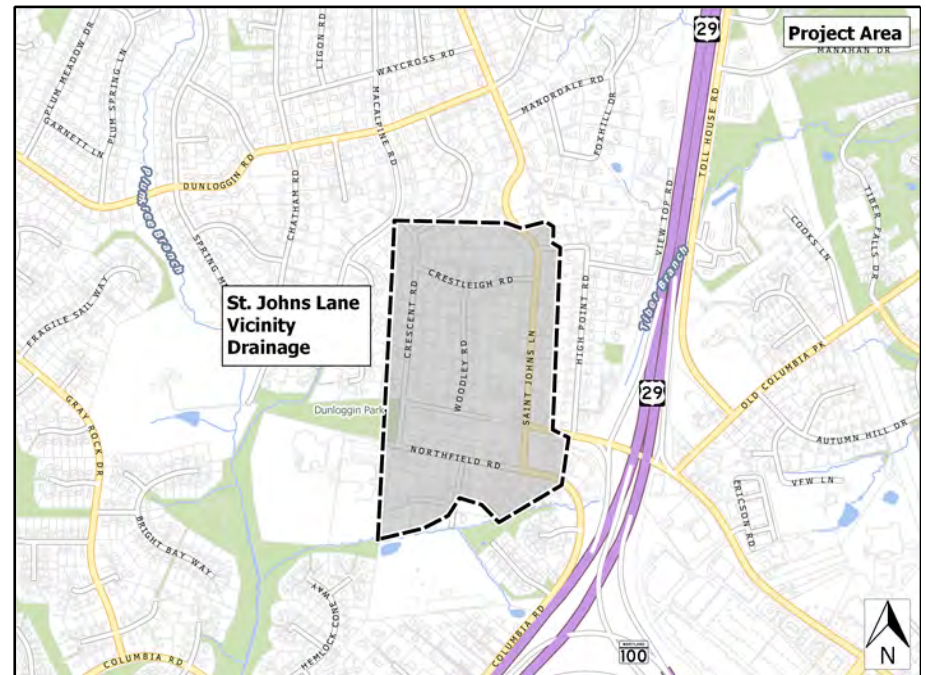 29
Project Area
MANAHAN DR
PLUM MEADOW DR
GARNETT LN
PLUM SPRING LN
LIGON RD
WAYCROSS RD
MACALPINE RD
MANORDALE RD
FOXHILL DR
TOLL HOUSE RD
DUNLOGGIN RD
Plumtree Branch
CHATHAM RD
VIEW TOP RD
TIBER FALLS DR
COOKS LN
Tiber Branch
CRESTLEIGH RD
CRESCENT RD
HIGH POINT RD
FRAGILE SAIL WAY
St. Johns Lane
Vicinity
Drainage
WOODLEY RD
SAINT JOHNS LN
OLD COLUMBIA PK
29
GRAY ROCK DR
Dunloggin Park
AUTUMN HILL DR
NORTHFIELD RD
VFW LN
ERICSON RD
BRIGHT BAY WAY
HEMLOCK CONE WAY
COLUMBIA RD
COLUMBIA RD
MARYLAND
100
N